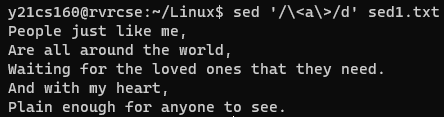 y21cs160@rvrcse:~/Linux$ sed '/\<a\>/d' sed1.txt
People just like me,
Are all around the world,
Waiting for the loved ones that they need.
And with my heart,
Plain enough for anyone to see.